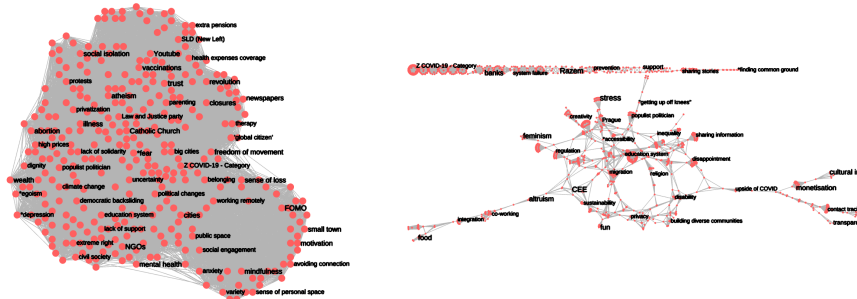 extra pensions
SLD (New Left)
social isolation
Youtube
health expenses coverage
vaccinations
protests
trust
revolution
atheism
parenting
closures
newspapers
privatization
Law and Justice party
illness
therapy
abortion
Catholic Church
'global citizen'
high prices
lack of solidarity
*fear
big cities
freedom of movement
dignity
populist politician
Z COVID-19 - Category
wealth
uncertainty
belonging
sense of loss
climate change
*egoism
political changes
democratic backsliding
working remotely
FOMO
*depression
education system
cities
lack of support
small town
public space
extreme right
NGOs
motivation
civil society
social engagement
mental health
avoiding connection
anxiety
mindfulness
variety
sense of personal space
Z COVID-19 - Category
banks
system failure
Razem
prevention
support
sharing stories
*finding common ground
stress
"getting up off knees"
creativity
Prague
populist politician
feminism
*accessibility
inequality
sharing information
regulation
education system
disappointment
migration
religion
cultural in
CEE
upside of COVID
monetisation
altruism
disability
sustainability
co-working
integration
privacy
building diverse communities
contact traci
fun
transpare
food